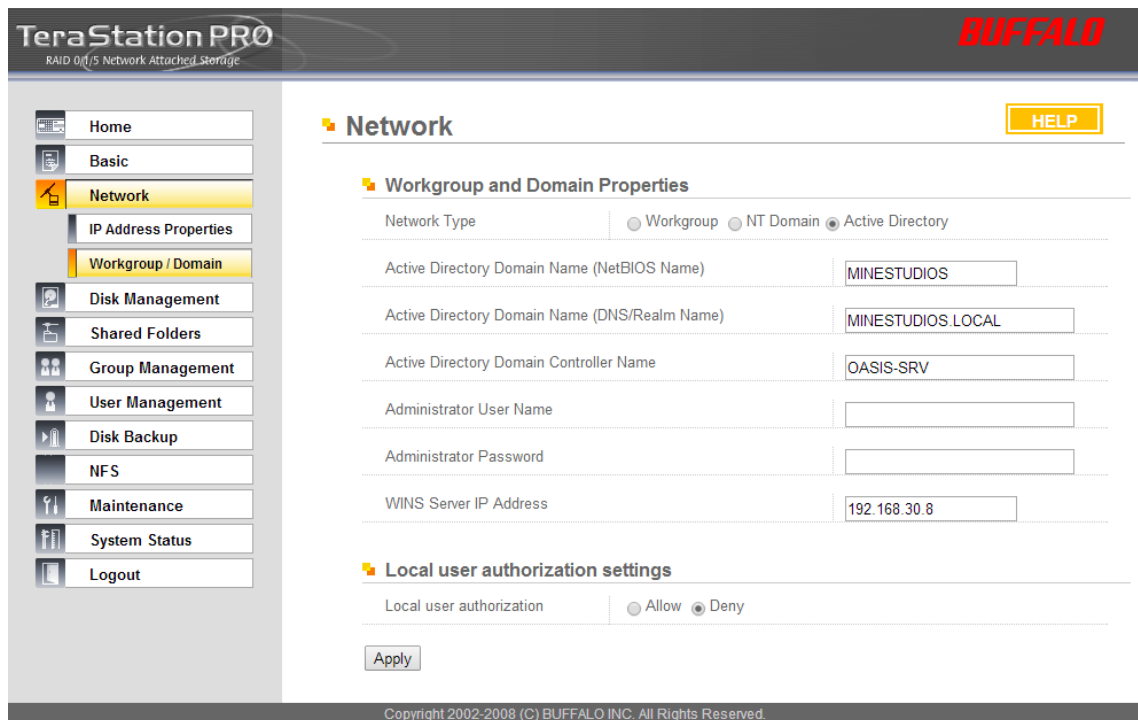 TeraStation PRO
RAID 0/1/5 Network Attached Storage
BUFFALO
Home
Basic
Network
IP Address Properties
Workgroup / Domain
Disk Management
Shared Folders
Group Management
User Management
Disk Backup
NFS
Maintenance
System Status
Logout
Network
HELP
Workgroup and Domain Properties
Network Type Workgroup NT Domain Active Directory
Active Directory Domain Name (NetBIOS Name) MINESTUDIOS
Active Directory Domain Name (DNS/Realm Name) MINESTUDIOS.LOCAL
Active Directory Domain Controller Name OASIS-SRV
Administrator User Name
Administrator Password
WINS Server IP Address 192.168.30.8
Local user authorization settings
Local user authorization Allow Deny
Apply
Copyright 2002-2008 (C) BUFFALO INC. All Rights Reserved.